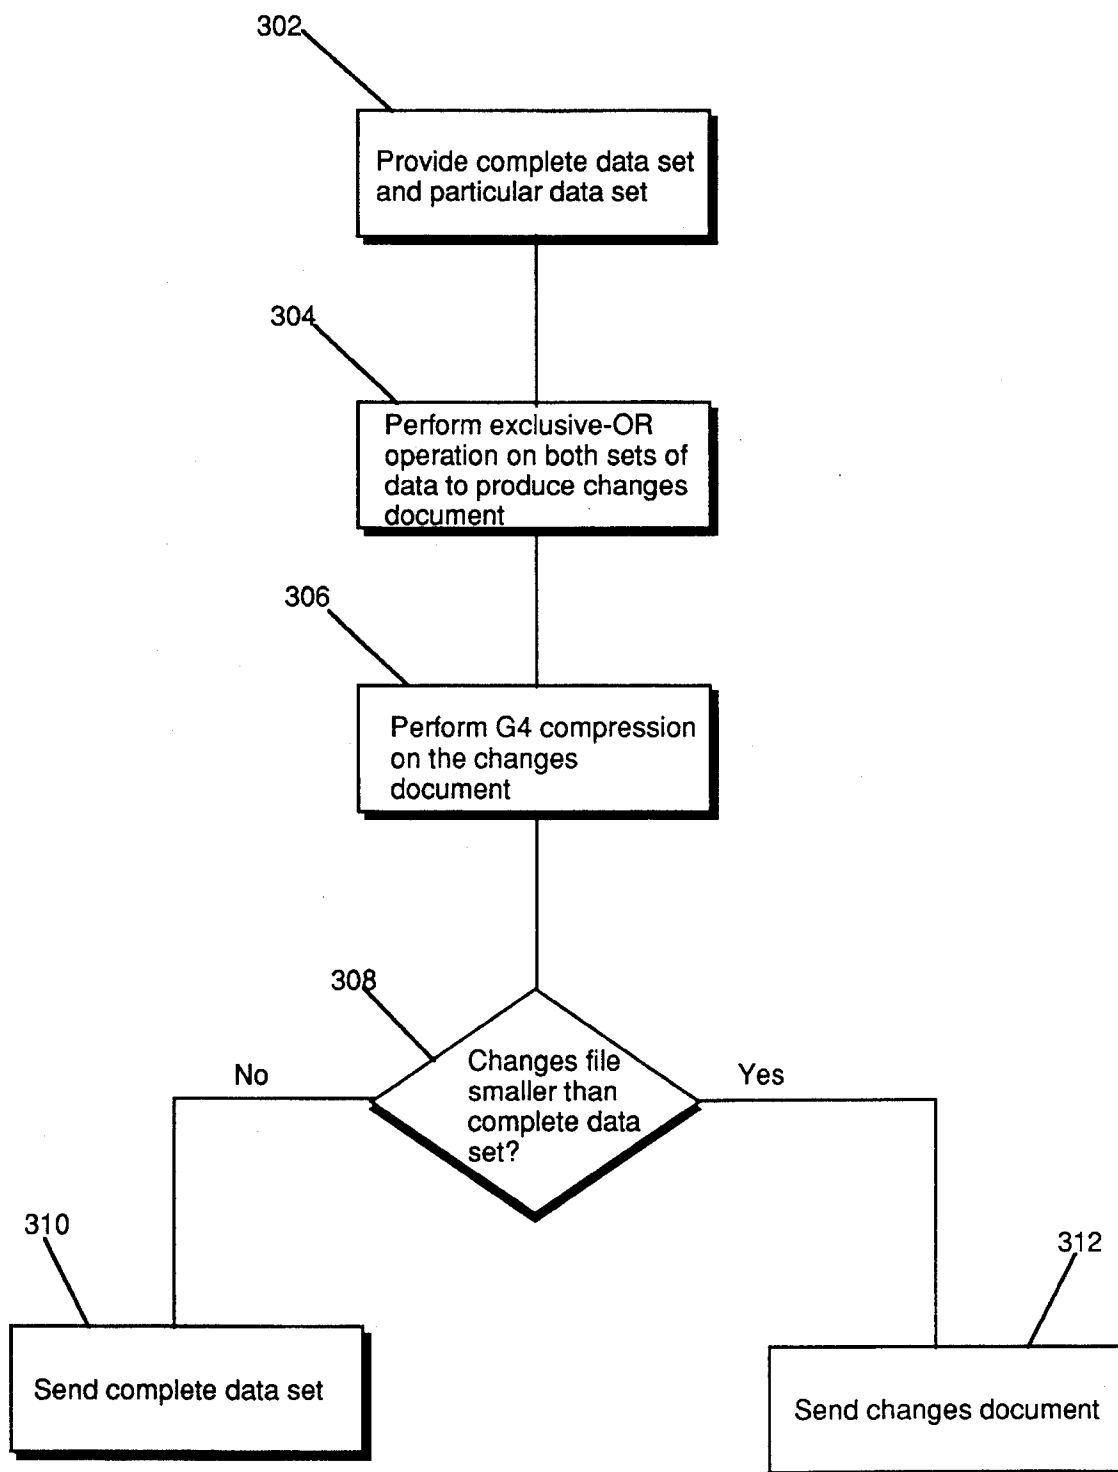 302
Provide complete data set
and particular data set
304
Perform exclusive-OR
operation on both sets of
data to produce changes
document
306
Perform G4 compression
on the changes
document
308
Changes file
smaller than
complete data
set?
No
Yes
310
Send complete data set
312
Send changes document